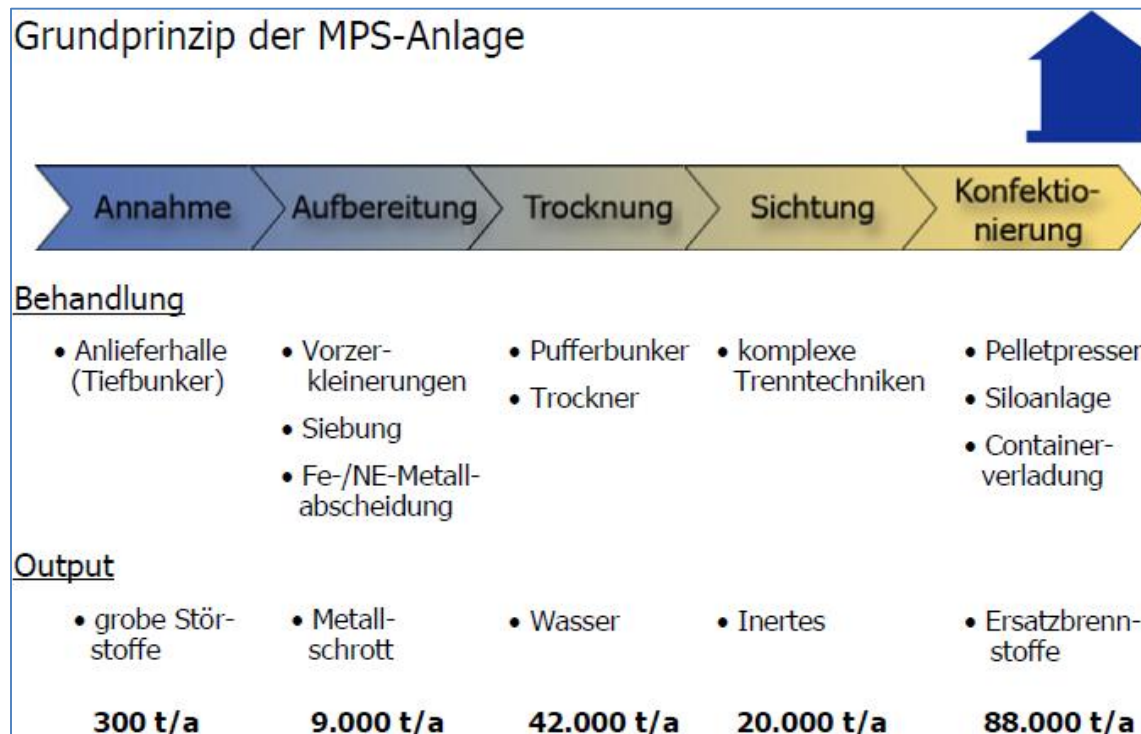 Grundprinzip der MPS-Anlage
Annahme
Aufbereitung
Trocknung
Sichtung
Konfektio-
nierung
Behandlung
• Anlieferhalle
(Tiefbunker)
• Vorzer-
kleinerungen
• Siebung
• Fe-/NE-Metall-
abscheidung
• Pufferbunker
• Trockner
• komplexe
Trenntechniken
• Pelletpressen
• Siloanlage
• Container-
verladung
Output
• grobe Stör-
stoffe
• Metall-
schrott
• Wasser
• Inertes
• Ersatzbrenn-
stoffe
300 t/a
9.000 t/a
42.000 t/a
20.000 t/a
88.000 t/a